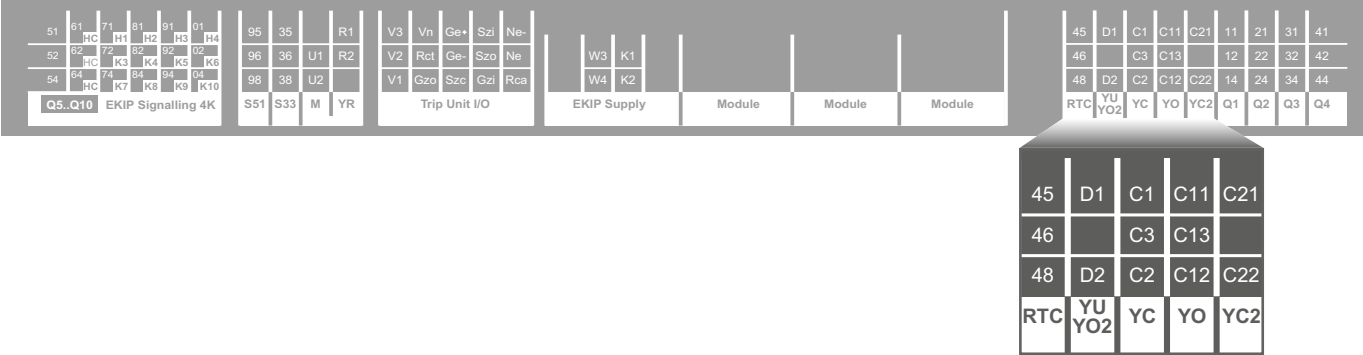 51 61 HC 71 H1 81 H2 91 H3 01 H4 95 35 R1 V3 Vn Ge+ Szi Ne- 45 D1 C1 C11 C21 11 21 31 41
52 62 HC 72 K3 82 K4 92 K5 02 K6 96 36 U1 R2 V2 Rct Ge- Szo Ne W3 K1 46 C3 C13 12 22 32 42
54 64 HC 74 K7 84 K8 94 K9 04 K10 98 38 U2 V1 Gzo Szc Gzi Rca W4 K2 48 D2 C2 C12 C22 14 24 34 44
Q5..Q10 EKIP Signalling 4K S51 S33 M YR Trip Unit I/O EKIP Supply Module Module Module RTC YU YO2 YC YO YC2 Q1 Q2 Q3 Q4
45 D1 C1 C11 C21
46 C3 C13
48 D2 C2 C12 C22
RTC YU YO2 YC YO YC2